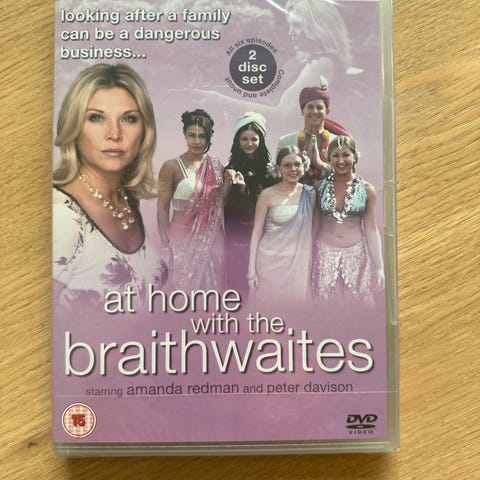 looking after a family
can be a dangerous
business...
All six episodes
2
disc
set
Complete and uncut
at home
with the
braithwaites
starring amanda redman and peter davison
15
DVD
VIDEO